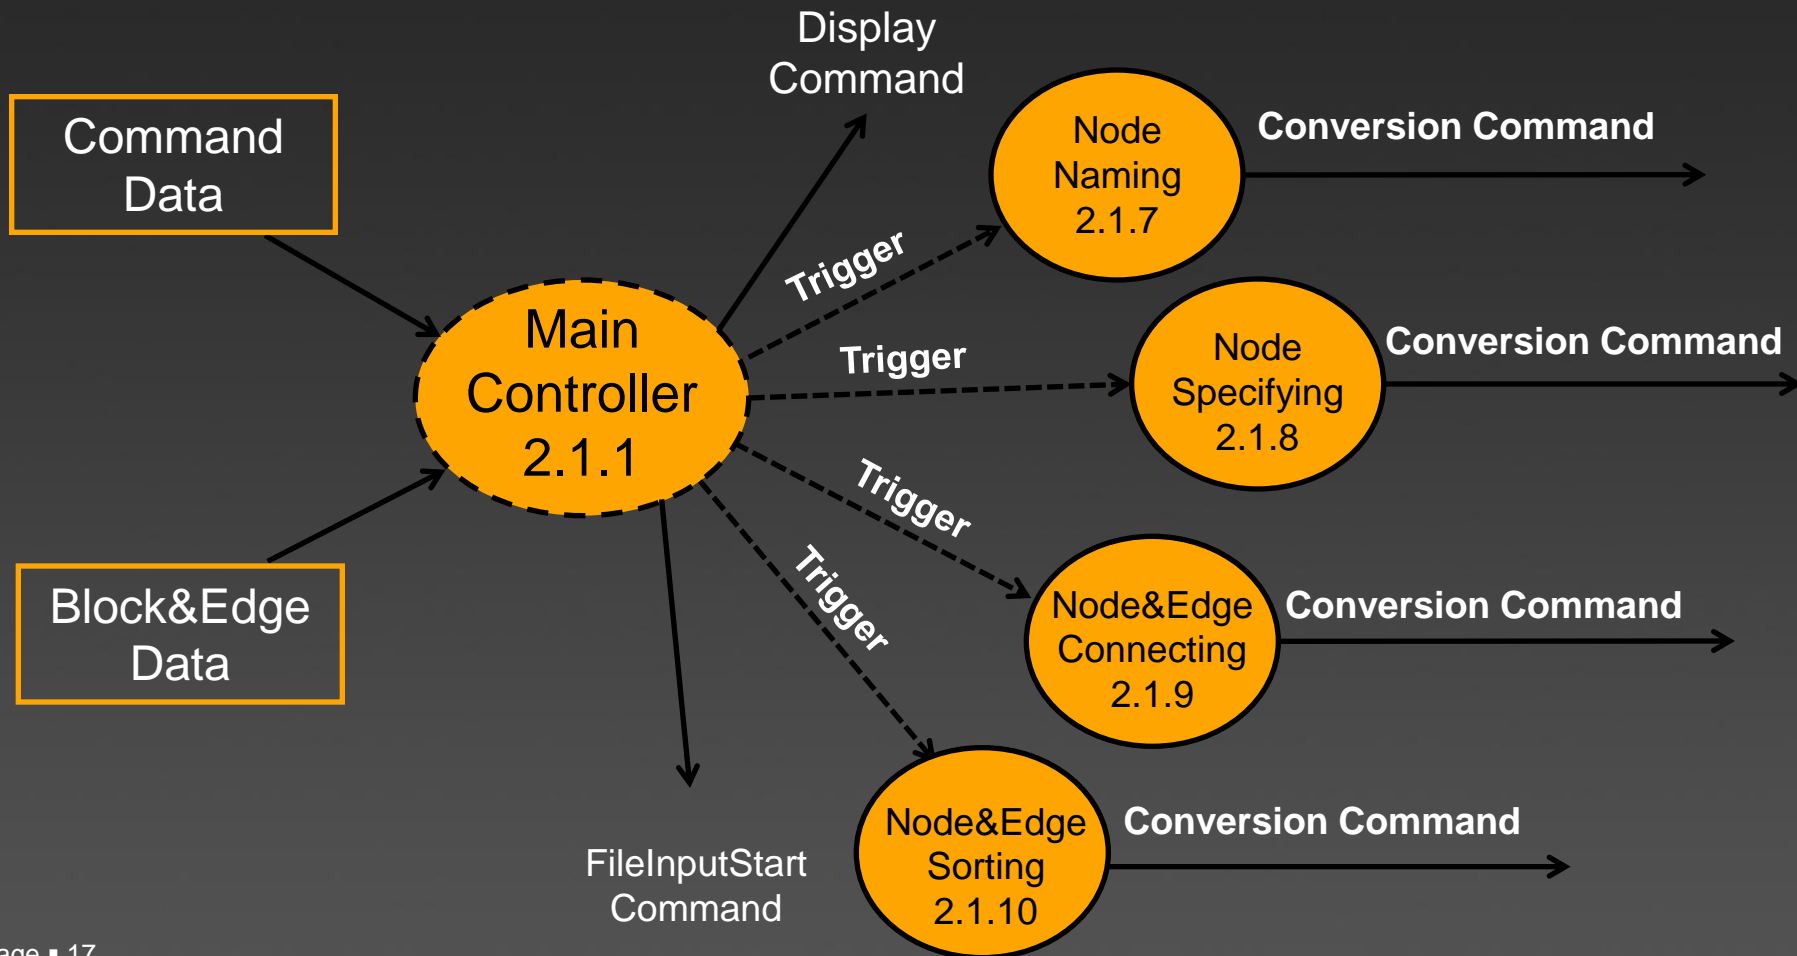 Display
Command
Command
Data
Node
Naming
2.1.7
Conversion Command
Trigger
Main
Controller
2.1.1
Trigger
Node
Specifying
2.1.8
Conversion Command
Trigger
Block&Edge
Data
Trigger
Node&Edge
Connecting
2.1.9
Conversion Command
FileInputStart
Command
Node&Edge
Sorting
2.1.10
Conversion Command
age ▪ 17